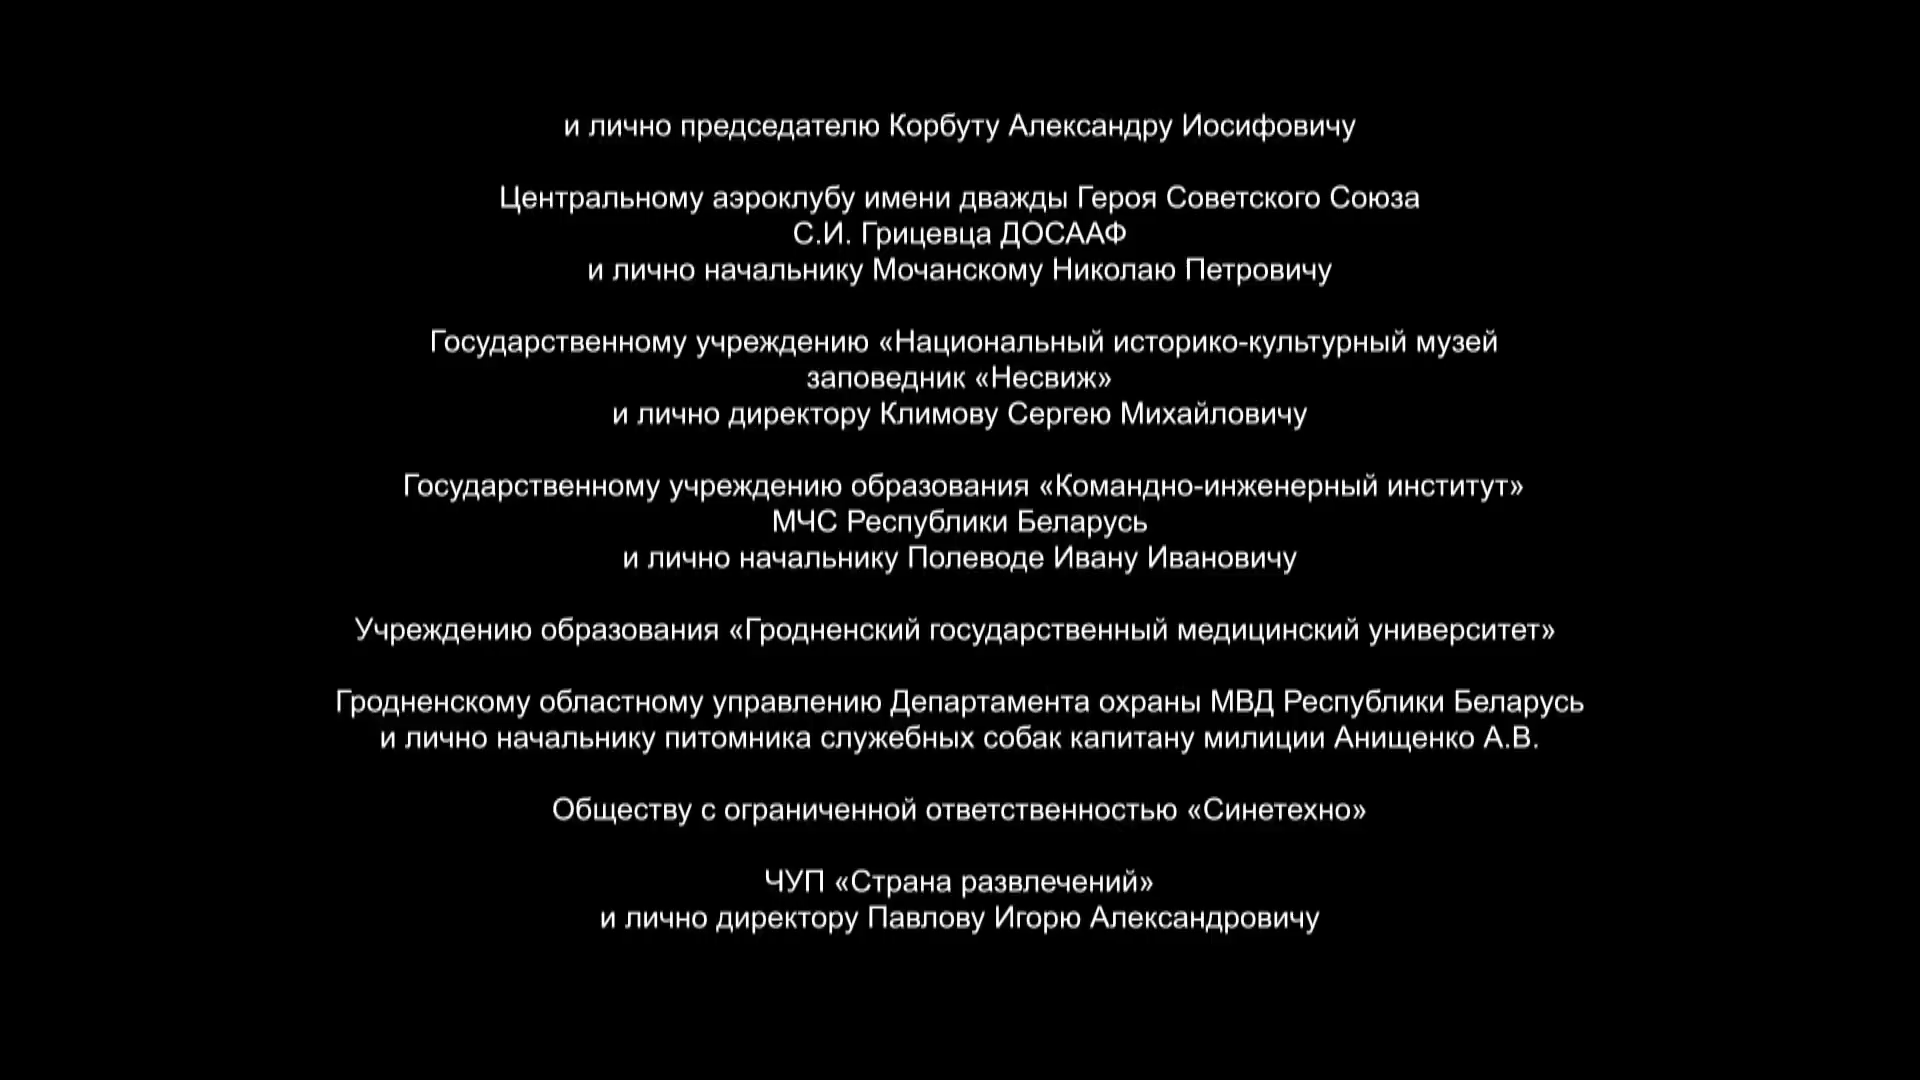 и лично председателю Корбуту Александру Иосифовичу
Центральному аэроклубу имени дважды Героя Советского Союза
С.И. Грицевца ДОСААФ
и лично начальнику Мочанскому Николаю Петровичу
Государственному учреждению «Национальный историко-культурный музей
заповедник «Несвиж»
и лично директору Климову Сергею Михайловичу
Государственному учреждению образования «Командно-инженерный институт»
МЧС Республики Беларусь
и лично начальнику Полеводе Ивану Ивановичу
Учреждению образования «Гродненский государственный медицинский университет»
Гродненскому областному управлению Департамента охраны МВД Республики Беларусь
и лично начальнику питомника служебных собак капитану милиции Анищенко А.В.
Обществу с ограниченной ответственностью «Синетехно»
ЧУП «Страна развлечений»
и лично директору Павлову Игорю Александровичу